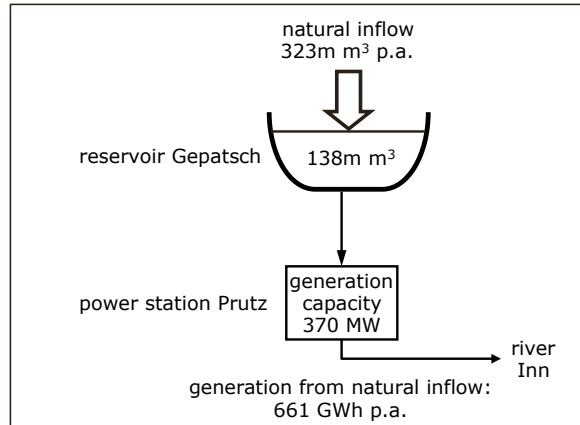 natural inflow
323m m³ p.a.
reservoir Gepatsch
138m m³
power station Prutz
generation
capacity
370 MW
river
Inn
generation from natural inflow:
661 GWh p.a.